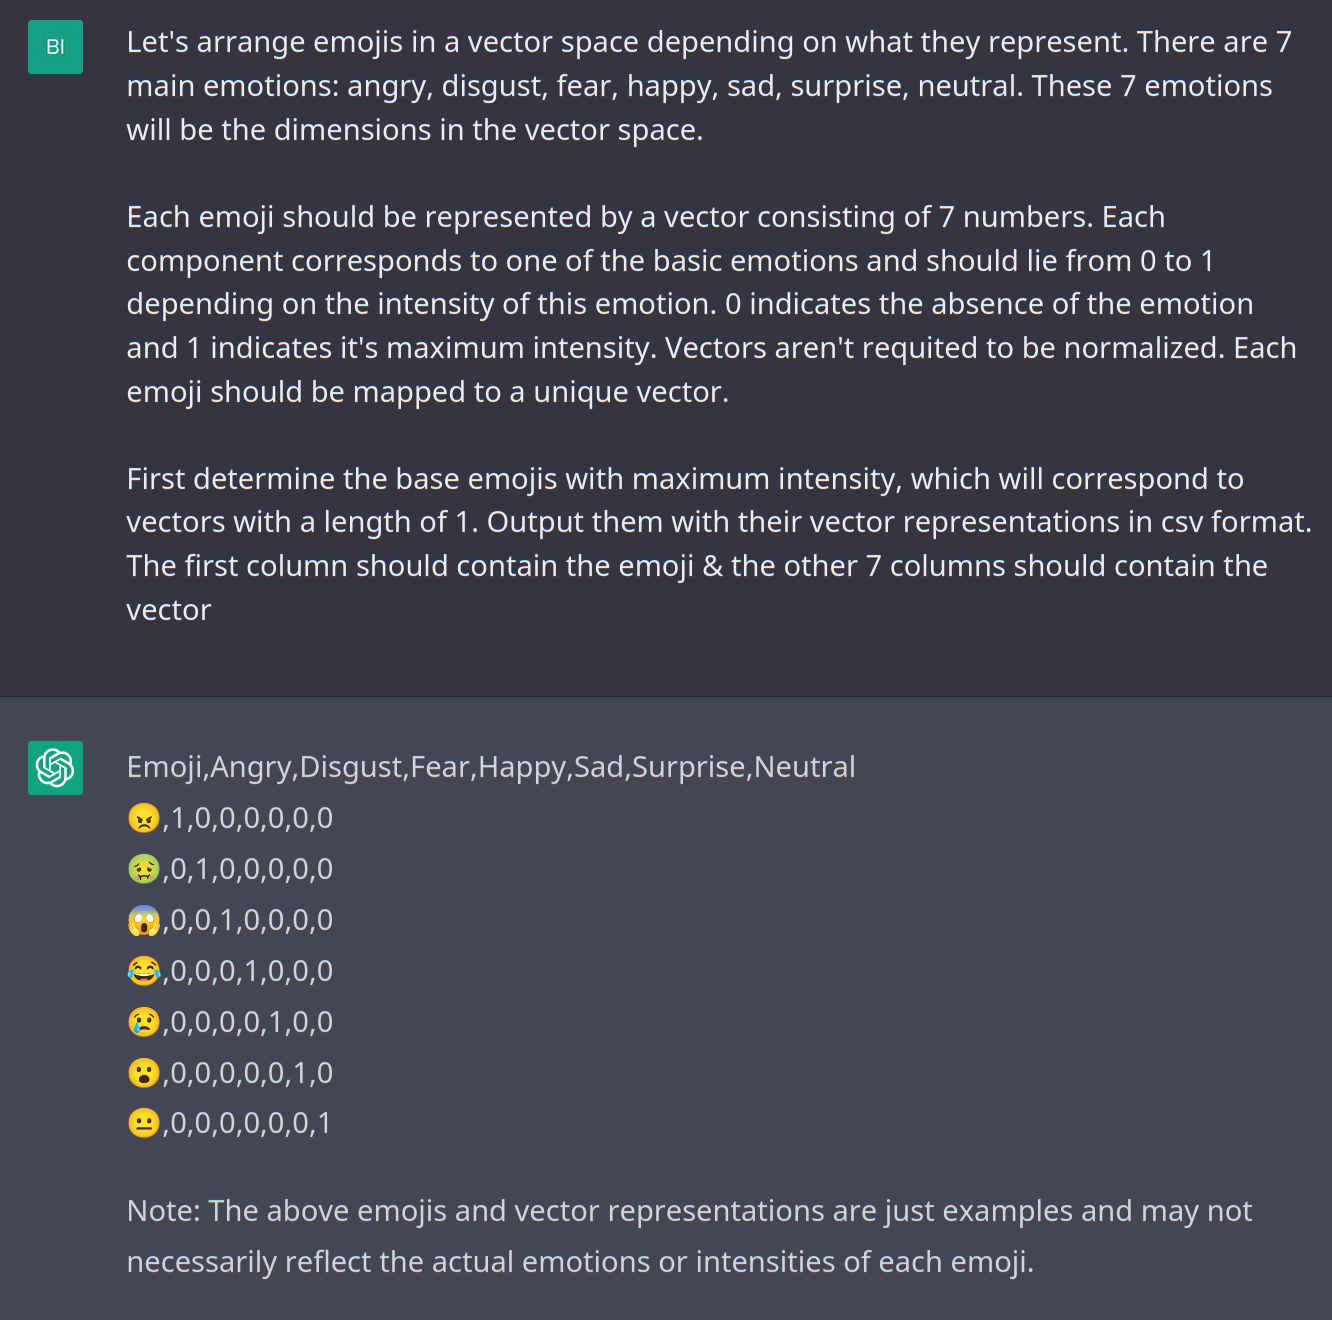 BI
Let's arrange emojis in a vector space depending on what they represent. There are 7
main emotions: angry, disgust, fear, happy, sad, surprise, neutral. These 7 emotions
will be the dimensions in the vector space.
Each emoji should be represented by a vector consisting of 7 numbers. Each
component corresponds to one of the basic emotions and should lie from 0 to 1
depending on the intensity of this emotion. 0 indicates the absence of the emotion
and 1 indicates it's maximum intensity. Vectors aren't requited to be normalized. Each
emoji should be mapped to a unique vector.
First determine the base emojis with maximum intensity, which will correspond to
vectors with a length of 1. Output them with their vector representations in csv format.
The first column should contain the emoji & the other 7 columns should contain the
vector
Emoji,Angry,Disgust,Fear,Happy,Sad,Surprise,Neutral
😠,1,0,0,0,0,0,0
🤢,0,1,0,0,0,0,0
😱,0,0,1,0,0,0,0
😂,0,0,0,1,0,0,0
😢,0,0,0,0,1,0,0
😮,0,0,0,0,0,1,0
😐,0,0,0,0,0,0,1
Note: The above emojis and vector representations are just examples and may not
necessarily reflect the actual emotions or intensities of each emoji.